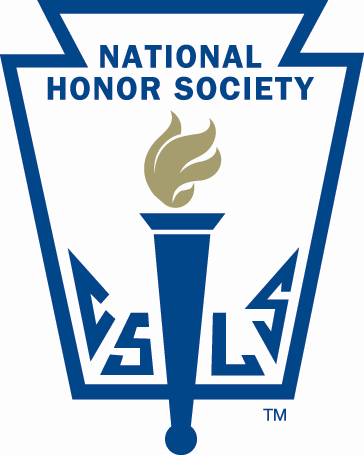 NATIONAL
HONOR SOCIETY
C S L S
TM